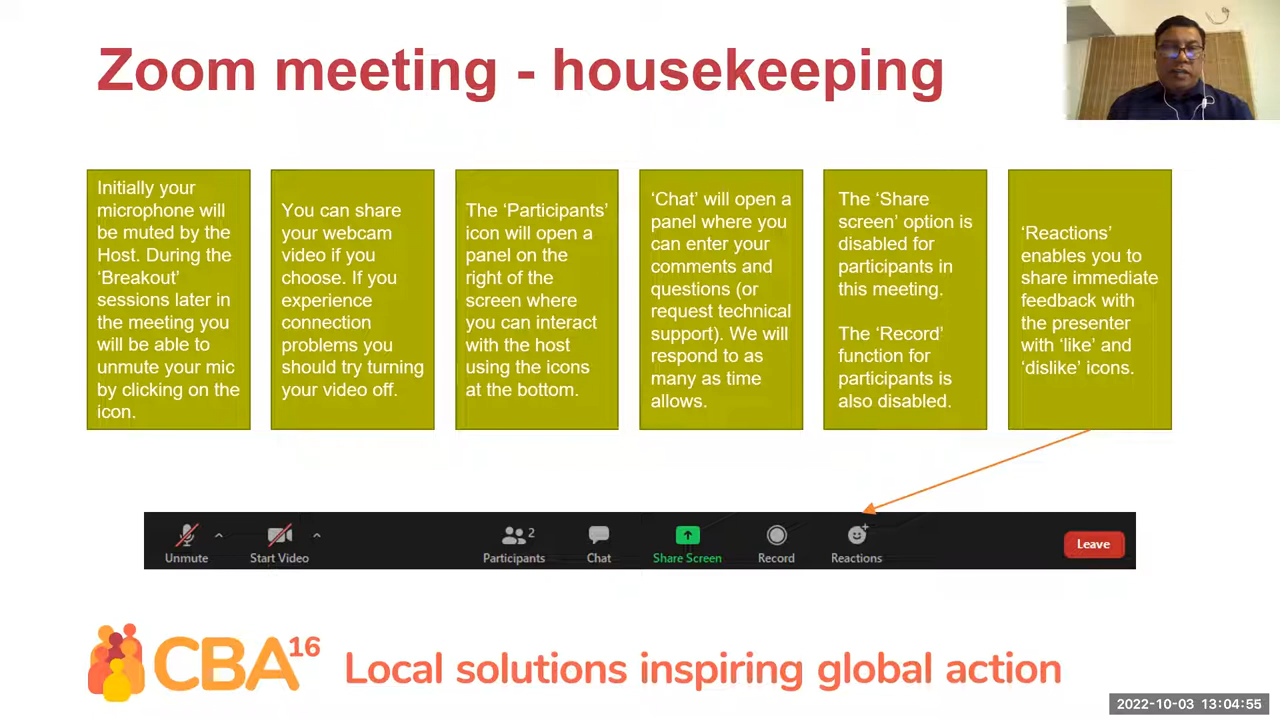 Zoom meeting - housekeeping
Initially your
microphone will
be muted by the
Host. During the
‘Breakout’
sessions later in
the meeting you
will be able to
unmute your mic
by clicking on the
icon.
You can share
your webcam
video if you
choose. If you
experience
connection
problems you
should try turning
your video off.
The ‘Participants’
icon will open a
panel on the
right of the
screen where
you can interact
with the host
using the icons
at the bottom.
‘Chat’ will open a
panel where you
can enter your
comments and
questions (or
request technical
support). We will
respond to as
many as time
allows.
The ‘Share
screen’ option is
disabled for
participants in
this meeting.
The ‘Record’
function for
participants is
also disabled.
‘Reactions’
enables you to
share immediate
feedback with
the presenter
with ‘like’ and
‘dislike’ icons.
2
Unmute Start Video Participants Chat Share Screen Record Reactions Leave
CBA16 Local solutions inspiring global action
2022-10-03 13:04:55